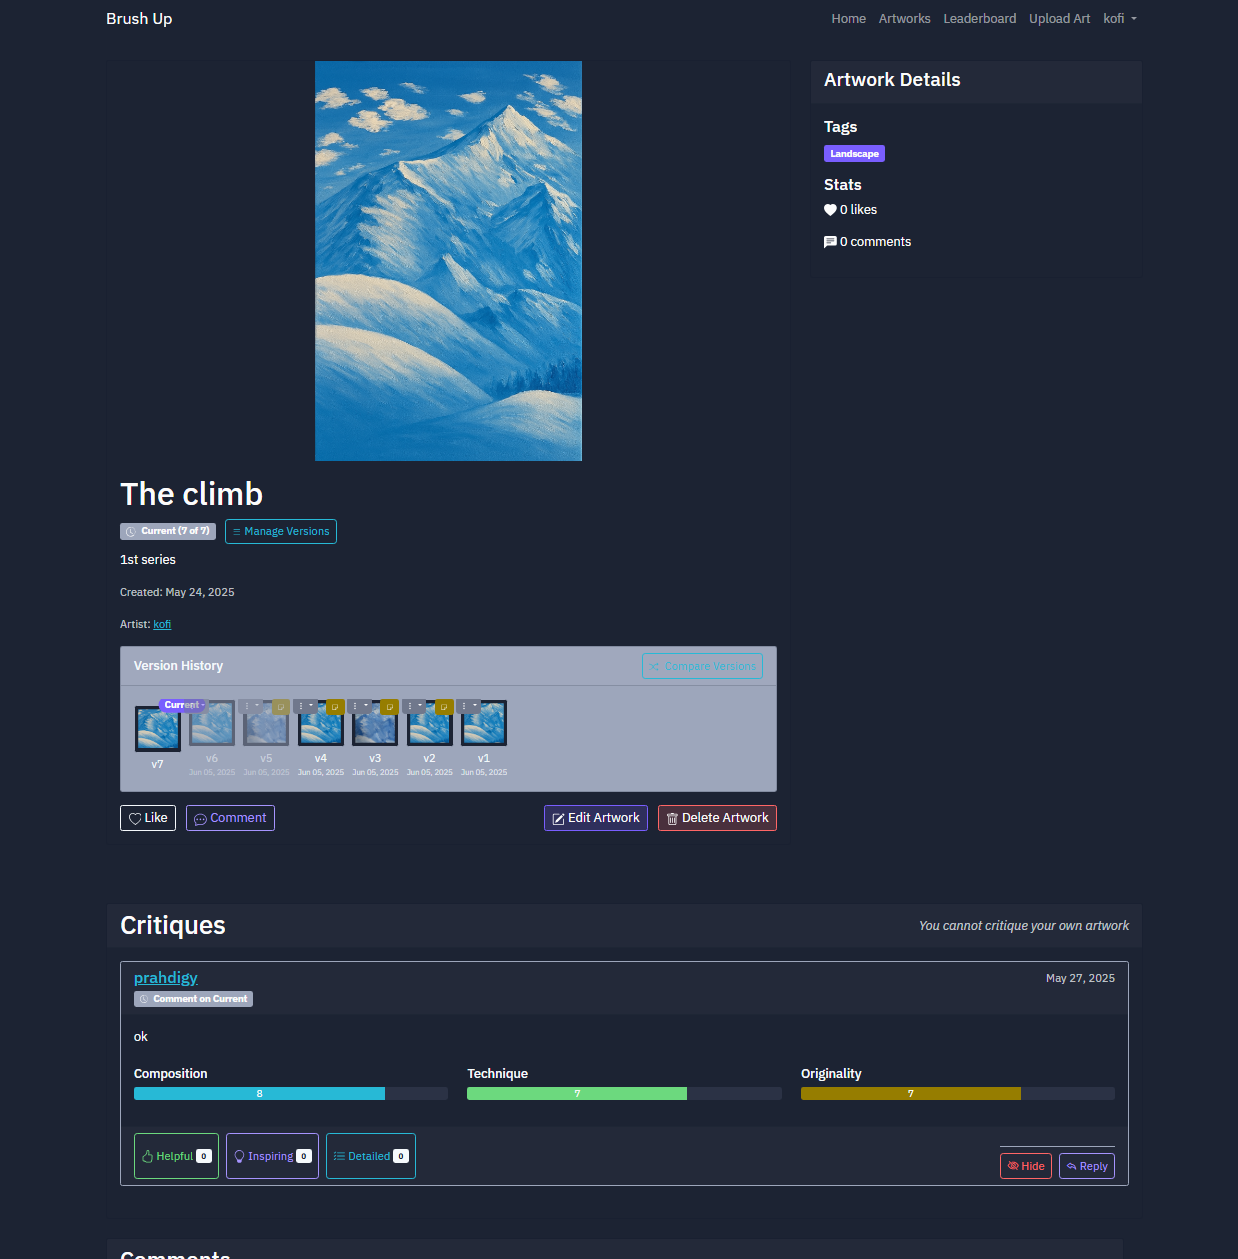 Brush Up
Home Artworks Leaderboard Upload Art kofi
Artwork Details
Tags
Landscape
Stats
0 likes
0 comments
The climb
Current (7 of 7) Manage Versions
1st series
Created: May 24, 2025
Artist: kofi
Version History Compare Versions
Current
v7 v6 v5 v4 v3 v2 v1
Jun 05, 2025 Jun 05, 2025 Jun 05, 2025 Jun 05, 2025 Jun 05, 2025 Jun 05, 2025
Like Comment Edit Artwork Delete Artwork
Critiques You cannot critique your own artwork
prahdigy May 27, 2025
Comment on Current
ok
Composition Technique Originality
8 7 7
Helpful 0 Inspiring 0 Detailed 0 Hide Reply
Comments